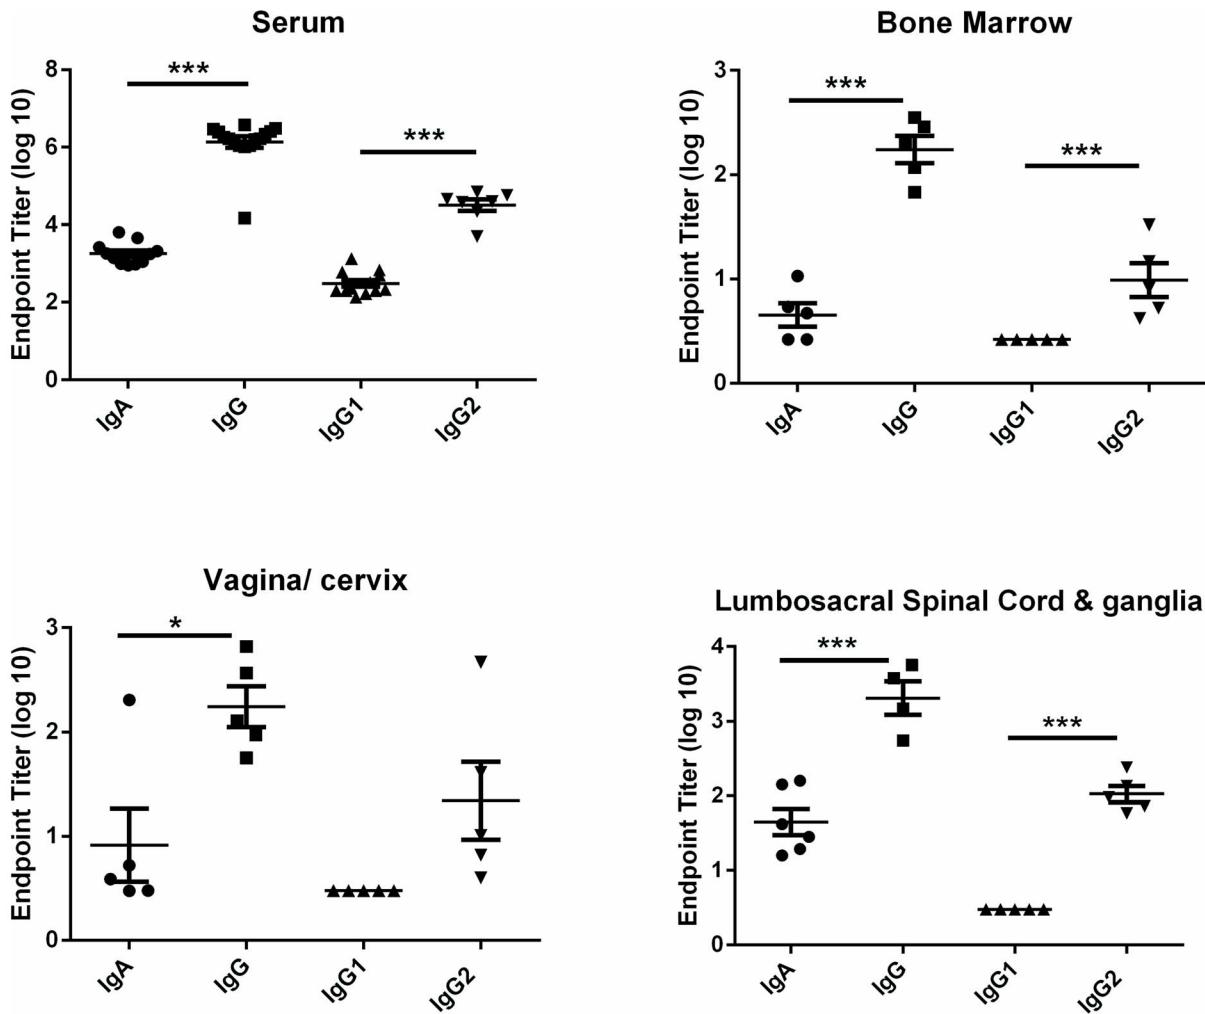 Serum
Endpoint Titer (log 10)
8
6
4
2
0
***
***
IgA
IgG
IgG1
IgG2
Bone Marrow
Endpoint Titer (log 10)
3
2
1
0
***
***
IgA
IgG
IgG1
IgG2
Vagina/ cervix
Endpoint Titer (log 10)
3
2
1
0
*
IgA
IgG
IgG1
IgG2
Lumbosacral Spinal Cord & ganglia
Endpoint Titer (log 10)
4
3
2
1
0
***
***
IgA
IgG
IgG1
IgG2